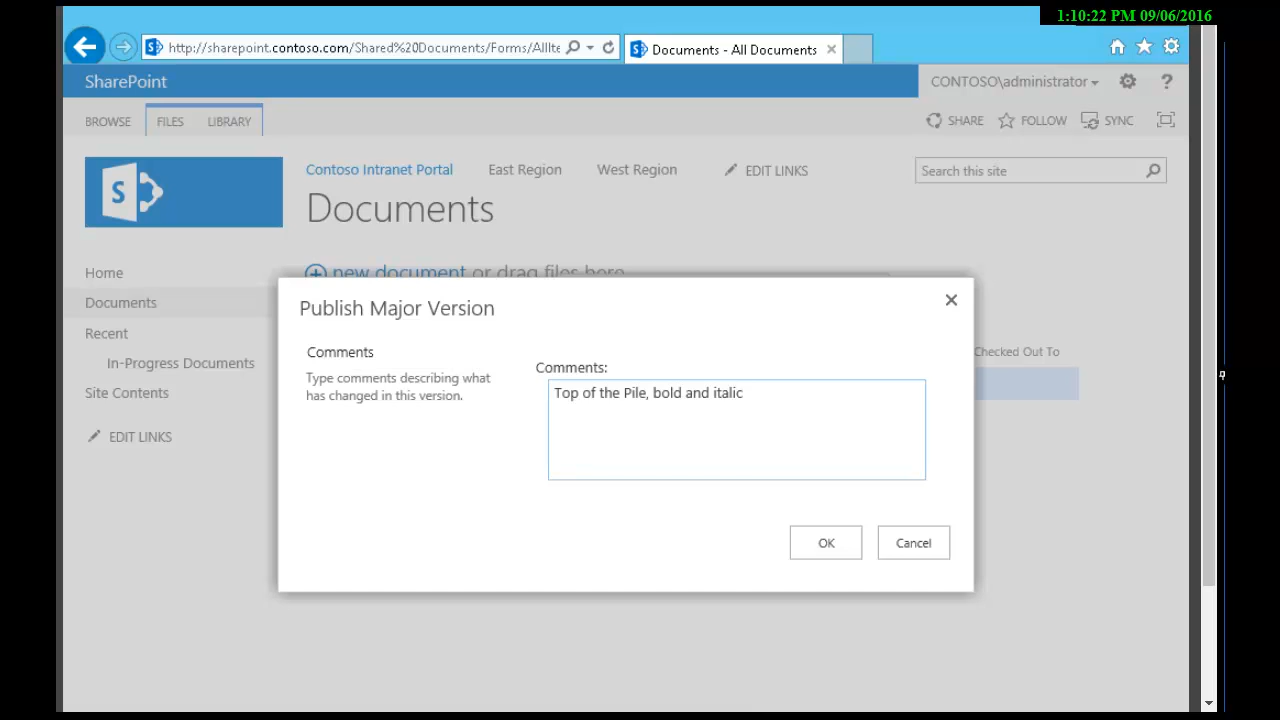 1:10:22 PM 09/06/2016
http://sharepoint.contoso.com/Shared%20Documents/Forms/AllIte
Documents - All Documents
SharePoint
CONTOSO\administrator
?
BROWSE FILES LIBRARY
SHARE FOLLOW SYNC
S
Contoso Intranet Portal East Region West Region EDIT LINKS
Search this site
Documents
new document or drag files here
Home
Documents
Recent
In-Progress Documents
Site Contents
EDIT LINKS
Checked Out To
Publish Major Version
Comments
Type comments describing what
has changed in this version.
Comments:
Top of the Pile, bold and italic
OK Cancel